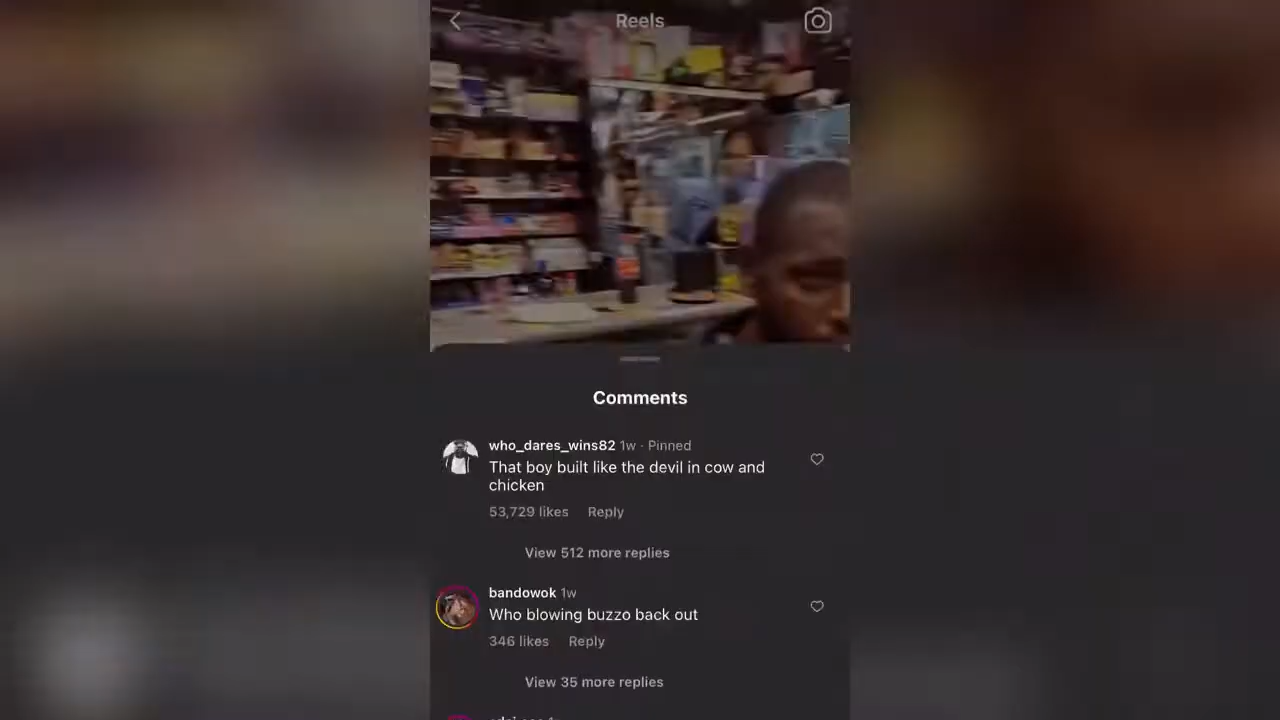 Reels
Comments
who_dares_wins82 1w · Pinned
That boy built like the devil in cow and
chicken
53,729 likes Reply
View 512 more replies
bandowok 1w
Who blowing buzzo back out
346 likes Reply
View 35 more replies